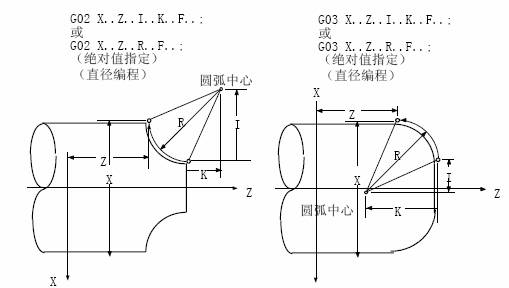 G02 X‥Z‥I‥K‥F‥;
或
G02 X‥Z‥R‥F‥;
(绝对值指定)
(直径编程)
圆弧中心
R
I
Z
X
K
Z
X
G03 X‥Z‥I‥K‥F‥;
或
G03 X‥Z‥R‥F‥;
(绝对值指定)
(直径编程)
X
Z
R
I
X
Z
圆弧中心
K
X